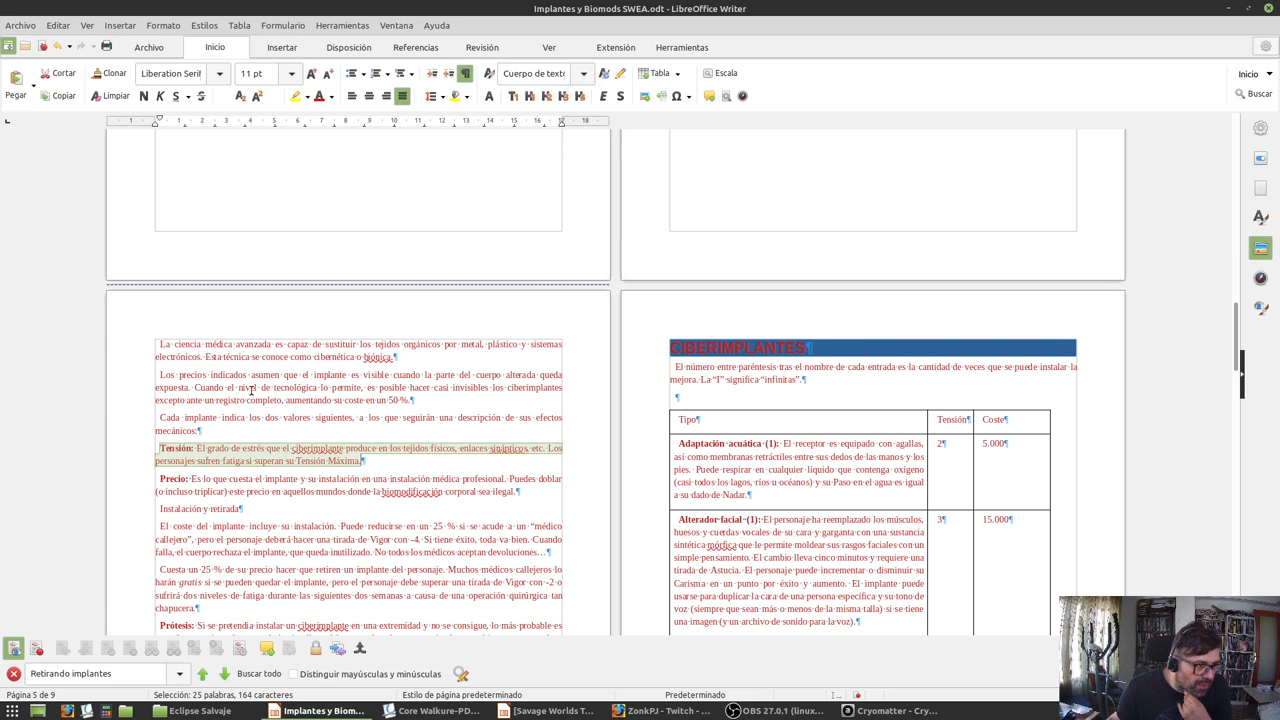 Implantes y Biomods SWEA.odt - LibreOffice Writer
Archivo Editar Ver Insertar Formato Estilos Tabla Formulario Herramientas Ventana Ayuda
Archivo Inicio Insertar Disposición Referencias Revisión Ver Extensión Herramientas
Pegar Cortar Clonar Liberation Serif 11 pt Cuerpo de texto Tabla Escala Inicio
Copiar Limpiar Buscar
1 1 2 3 4 5 6 7 8 9 10 11 12 13 14 15 16 17 18
La ciencia médica avanzada es capaz de sustituir los tejidos orgánicos por metal, plástico y sistemas
electrónicos. Esta técnica se conoce como cibernética o biónica.¶
Los precios indicados asumen que el implante es visible cuando la parte del cuerpo alterada queda
expuesta. Cuando el nivel de tecnológica lo permite, es posible hacer casi invisibles los ciberimplantes
excepto ante un registro completo, aumentando su coste en un 50 %.¶
Cada implante indica los dos valores siguientes, a los que seguirán una descripción de sus efectos
mecánicos:¶
Tensión: El grado de estrés que el ciberimplante produce en los tejidos físicos, enlaces sinápticos, etc. Los
personajes sufren fatiga si superan su Tensión Máxima.¶
Precio: Es lo que cuesta el implante y su instalación en una instalación médica profesional. Puedes doblar
(o incluso triplicar) este precio en aquellos mundos donde la biomodificación corporal sea ilegal.¶
Instalación y retirada¶
El coste del implante incluye su instalación. Puede reducirse en un 25 % si se acude a un “médico
callejero”, pero el personaje deberá hacer una tirada de Vigor con -4. Si tiene éxito, toda va bien. Cuando
falla, el cuerpo rechaza el implante, que queda inutilizado. No todos los médicos aceptan devoluciones…¶
Cuesta un 25 % de su precio hacer que retiren un implante del personaje. Muchos médicos callejeros lo
harán gratis si se pueden quedar el implante, pero el personaje debe superar una tirada de Vigor con -2 o
sufrirá dos niveles de fatiga durante las siguientes dos semanas a causa de una operación quirúrgica tan
chapucera.¶
Prótesis: Si se pretendía instalar un ciberimplante en una extremidad y no se consigue, lo más probable es
CIBERIMPLANTES¶
El número entre paréntesis tras el nombre de cada entrada es la cantidad de veces que se puede instalar la
mejora. La “I” significa “infinitas”.¶
¶
Tipo¶ Tensión¶ Coste¶
Adaptación acuática (1): El receptor es equipado con agallas, 2¶ 5.000¶
así como membranas retráctiles entre sus dedos de las manos y los
pies. Puede respirar en cualquier líquido que contenga oxígeno
(casi todos los lagos, ríos u océanos) y su Paso en el agua es igual
a su dado de Nadar.¶
Alterador facial (1): El personaje ha reemplazado los músculos, 3¶ 15.000¶
huesos y cuerdas vocales de su cara y garganta con una sustancia
sintética mórfica que le permite moldear sus rasgos faciales con un
simple pensamiento. El cambio lleva cinco minutos y requiere una
tirada de Astucia. El personaje puede incrementar o disminuir su
Carisma en un punto por éxito y aumento. El implante puede
usarse para duplicar la cara de una persona específica y su tono de
voz (siempre que sean más o menos de la misma talla) si se tiene
una imagen (y un archivo de sonido para la voz).¶
Retirando implantes Buscar todo Distinguir mayúsculas y minúsculas
Página 5 de 9 Selección: 25 palabras, 164 caracteres Estilo de página predeterminado Predeterminado
Eclipse Salvaje Implantes y Biom... Core Walkure-PD... [Savage Worlds T... ZonkPJ - Twitch - ... OBS 27.0.1 (linux... Cryomatter - Cry...